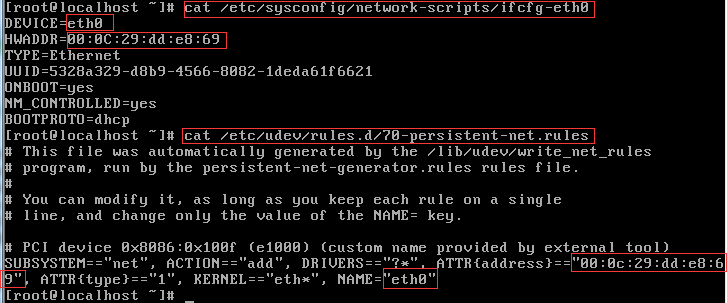 [root@localhost ~]# cat /etc/sysconfig/network-scripts/ifcfg-eth0
DEVICE=eth0
HWADDR=00:0C:29:dd:e8:69
TYPE=Ethernet
UUID=5328a329-d8b9-4566-8082-1deda61f6621
ONBOOT=yes
NM_CONTROLLED=yes
BOOTPROTO=dhcp
[root@localhost ~]# cat /etc/udev/rules.d/70-persistent-net.rules
# This file was automatically generated by the /lib/udev/write_net_rules
# program, run by the persistent-net-generator.rules rules file.
#
# You can modify it, as long as you keep each rule on a single
# line, and change only the value of the NAME= key.
# PCI device 0x8086:0x100f (e1000) (custom name provided by external tool)
SUBSYSTEM=="net", ACTION=="add", DRIVERS=="?*", ATTR{address}=="00:0c:29:dd:e8:6
9", ATTR{type}=="1", KERNEL=="eth*", NAME="eth0"
[root@localhost ~]#